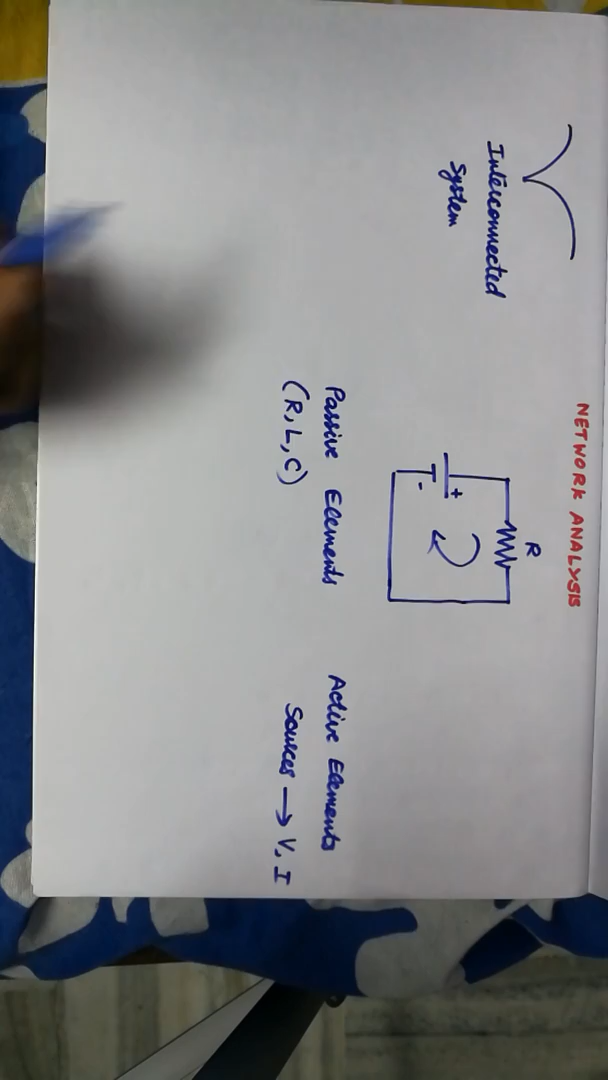 NETWORK ANALYSIS
Interconnected
System
R
+
-
Passive Elements
(R, L, C)
Active Elements
Sources → V, I